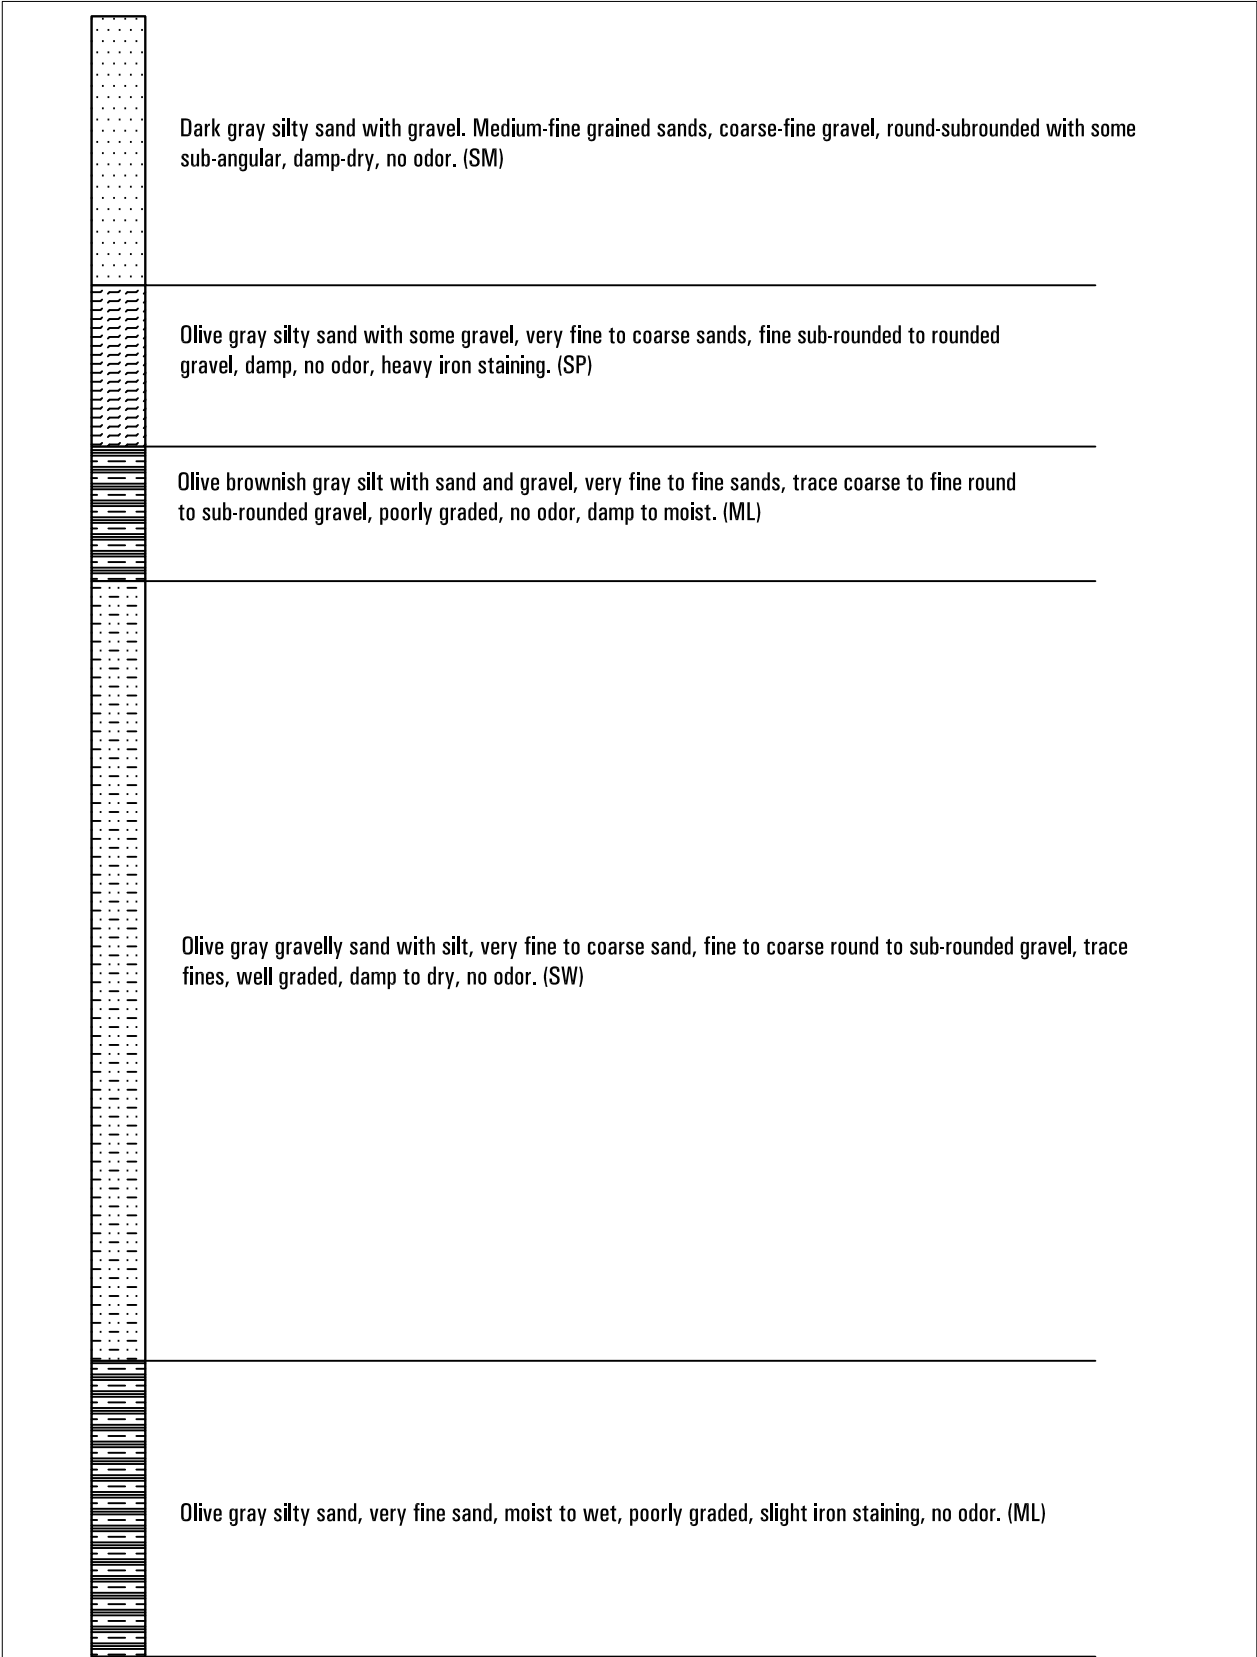 Dark gray silty sand with gravel. Medium-fine grained sands, coarse-fine gravel, round-subrounded with some
sub-angular, damp-dry, no odor. (SM)
Olive gray silty sand with some gravel, very fine to coarse sands, fine sub-rounded to rounded
gravel, damp, no odor, heavy iron staining. (SP)
Olive brownish gray silt with sand and gravel, very fine to fine sands, trace coarse to fine round
to sub-rounded gravel, poorly graded, no odor, damp to moist. (ML)
Olive gray gravelly sand with silt, very fine to coarse sand, fine to coarse round to sub-rounded gravel, trace
fines, well graded, damp to dry, no odor. (SW)
Olive gray silty sand, very fine sand, moist to wet, poorly graded, slight iron staining, no odor. (ML)